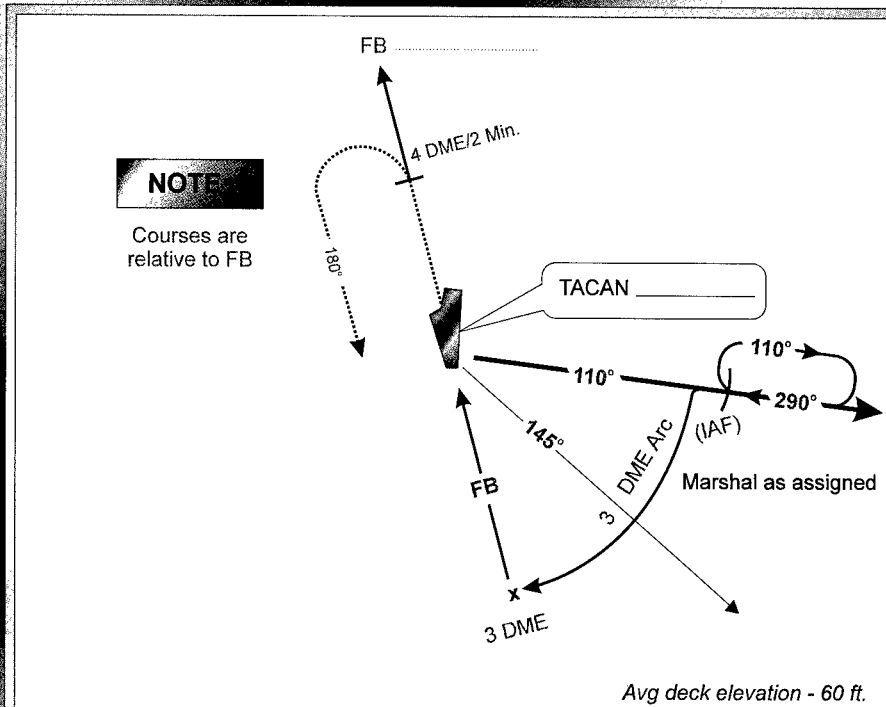 FB ........................
4 DME/2 Min.
NOTE
Courses are
relative to FB
180°
TACAN ____________
110°
110°
290°
(IAF)
145°
3 DME Arc
Marshal as assigned
FB
x
3 DME
Avg deck elevation - 60 ft.